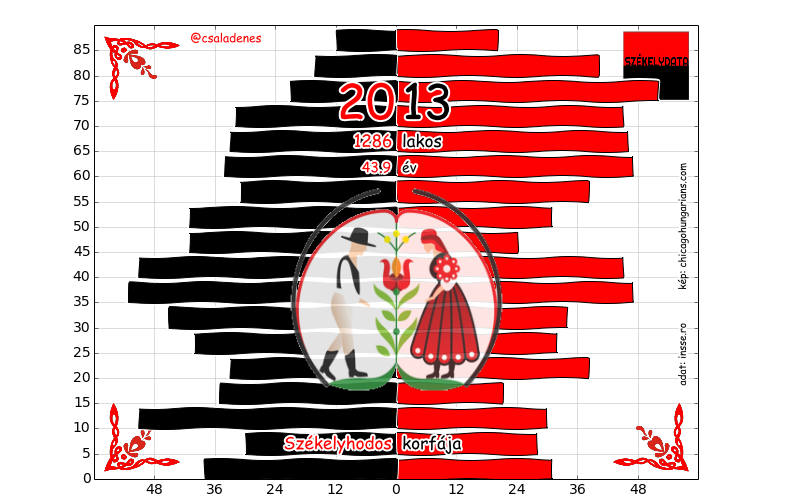 @csaladenes
SZÉKELYDATA
2013
1286 lakos
43.9 év
kép: chicagohungarians.com
adat: insse.ro
Székelyhodos korfája
85
80
75
70
65
60
55
50
45
40
35
30
25
20
15
10
5
0
48 36 24 12 0 12 24 36 48